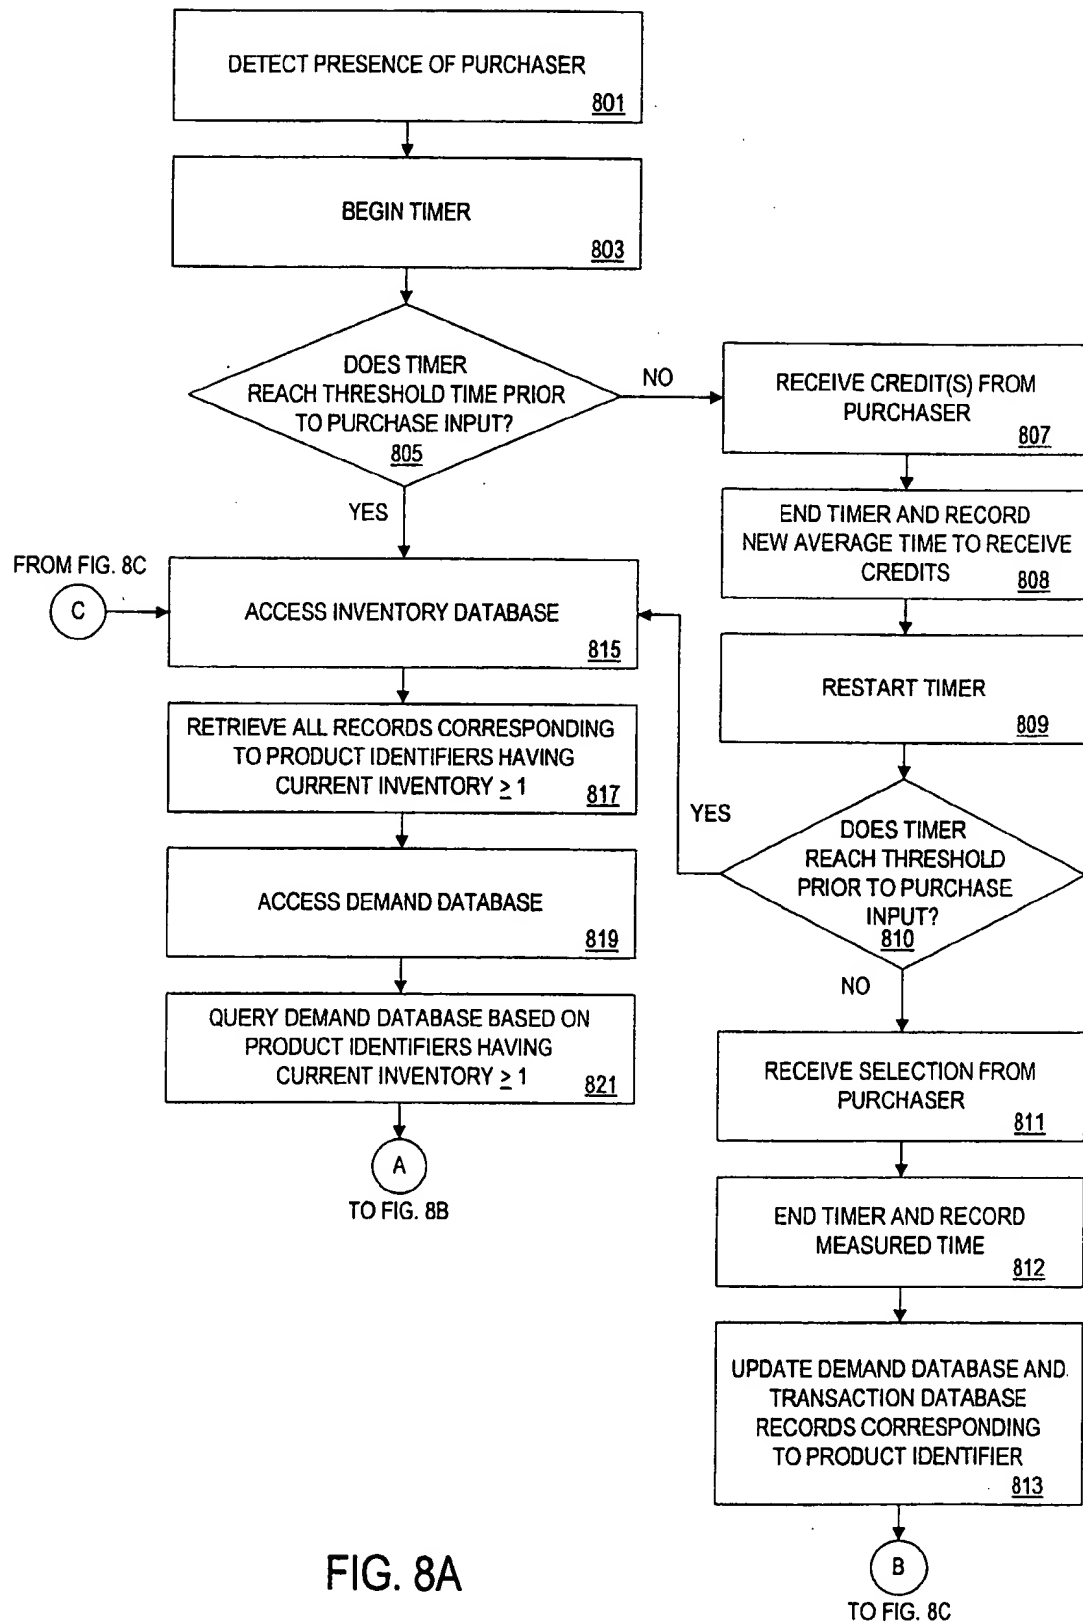 DETECT PRESENCE OF PURCHASER
801
BEGIN TIMER
803
DOES TIMER
REACH THRESHOLD TIME PRIOR
TO PURCHASE INPUT?
805
NO
YES
RECEIVE CREDIT(S) FROM
PURCHASER
807
END TIMER AND RECORD
NEW AVERAGE TIME TO RECEIVE
CREDITS
808
RESTART TIMER
809
DOES TIMER
REACH THRESHOLD
PRIOR TO PURCHASE
INPUT?
810
YES
NO
RECEIVE SELECTION FROM
PURCHASER
811
END TIMER AND RECORD
MEASURED TIME
812
UPDATE DEMAND DATABASE AND
TRANSACTION DATABASE
RECORDS CORRESPONDING
TO PRODUCT IDENTIFIER
813
B
TO FIG. 8C
FROM FIG. 8C
C
ACCESS INVENTORY DATABASE
815
RETRIEVE ALL RECORDS CORRESPONDING
TO PRODUCT IDENTIFIERS HAVING
CURRENT INVENTORY ≥ 1
817
ACCESS DEMAND DATABASE
819
QUERY DEMAND DATABASE BASED ON
PRODUCT IDENTIFIERS HAVING
CURRENT INVENTORY ≥ 1
821
A
TO FIG. 8B
FIG. 8A